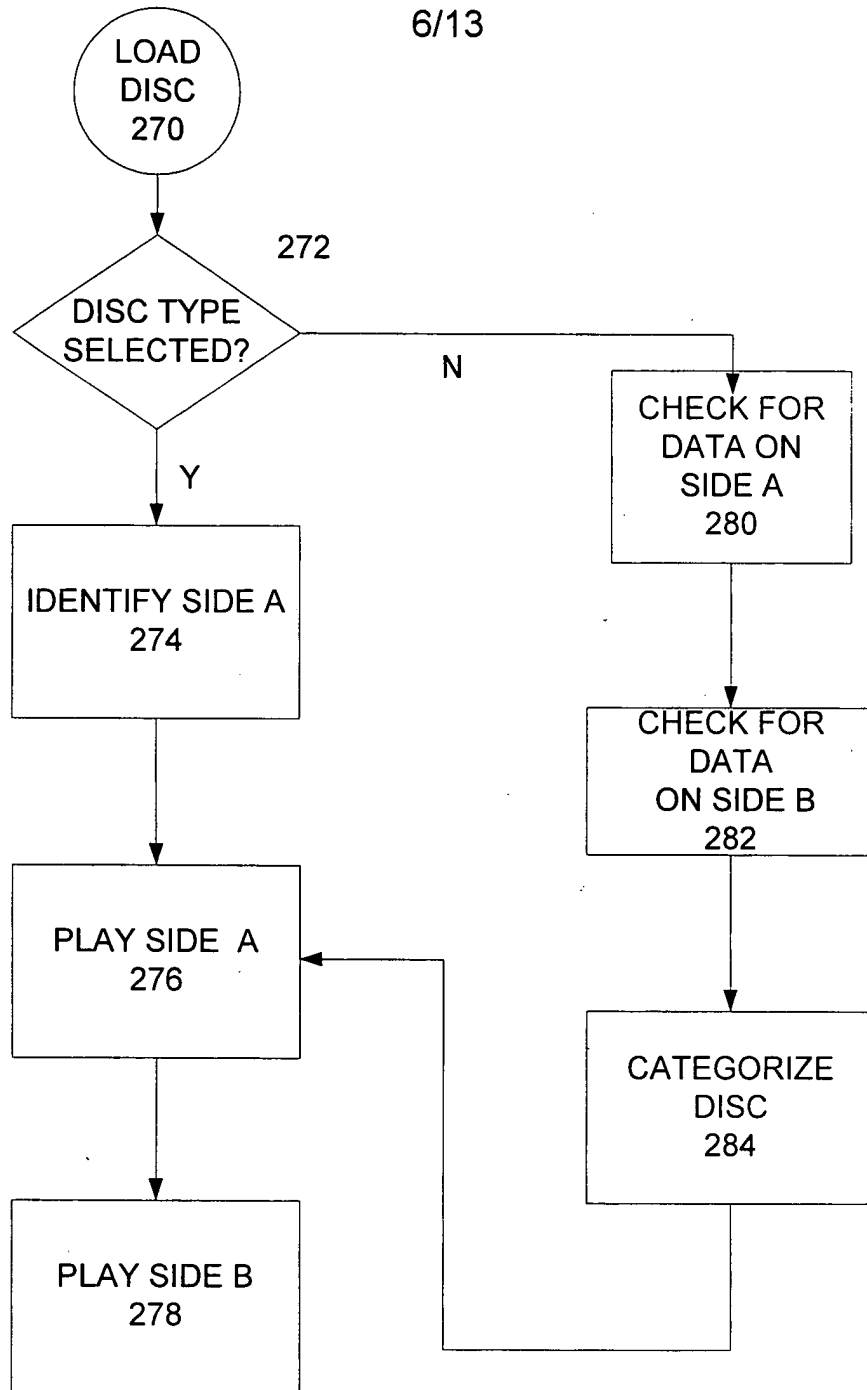 6/13
LOAD
DISC
270
272
DISC TYPE
SELECTED?
N
Y
CHECK FOR
DATA ON
SIDE A
280
IDENTIFY SIDE A
274
CHECK FOR
DATA
ON SIDE B
282
PLAY SIDE A
276
CATEGORIZE
DISC
284
PLAY SIDE B
278